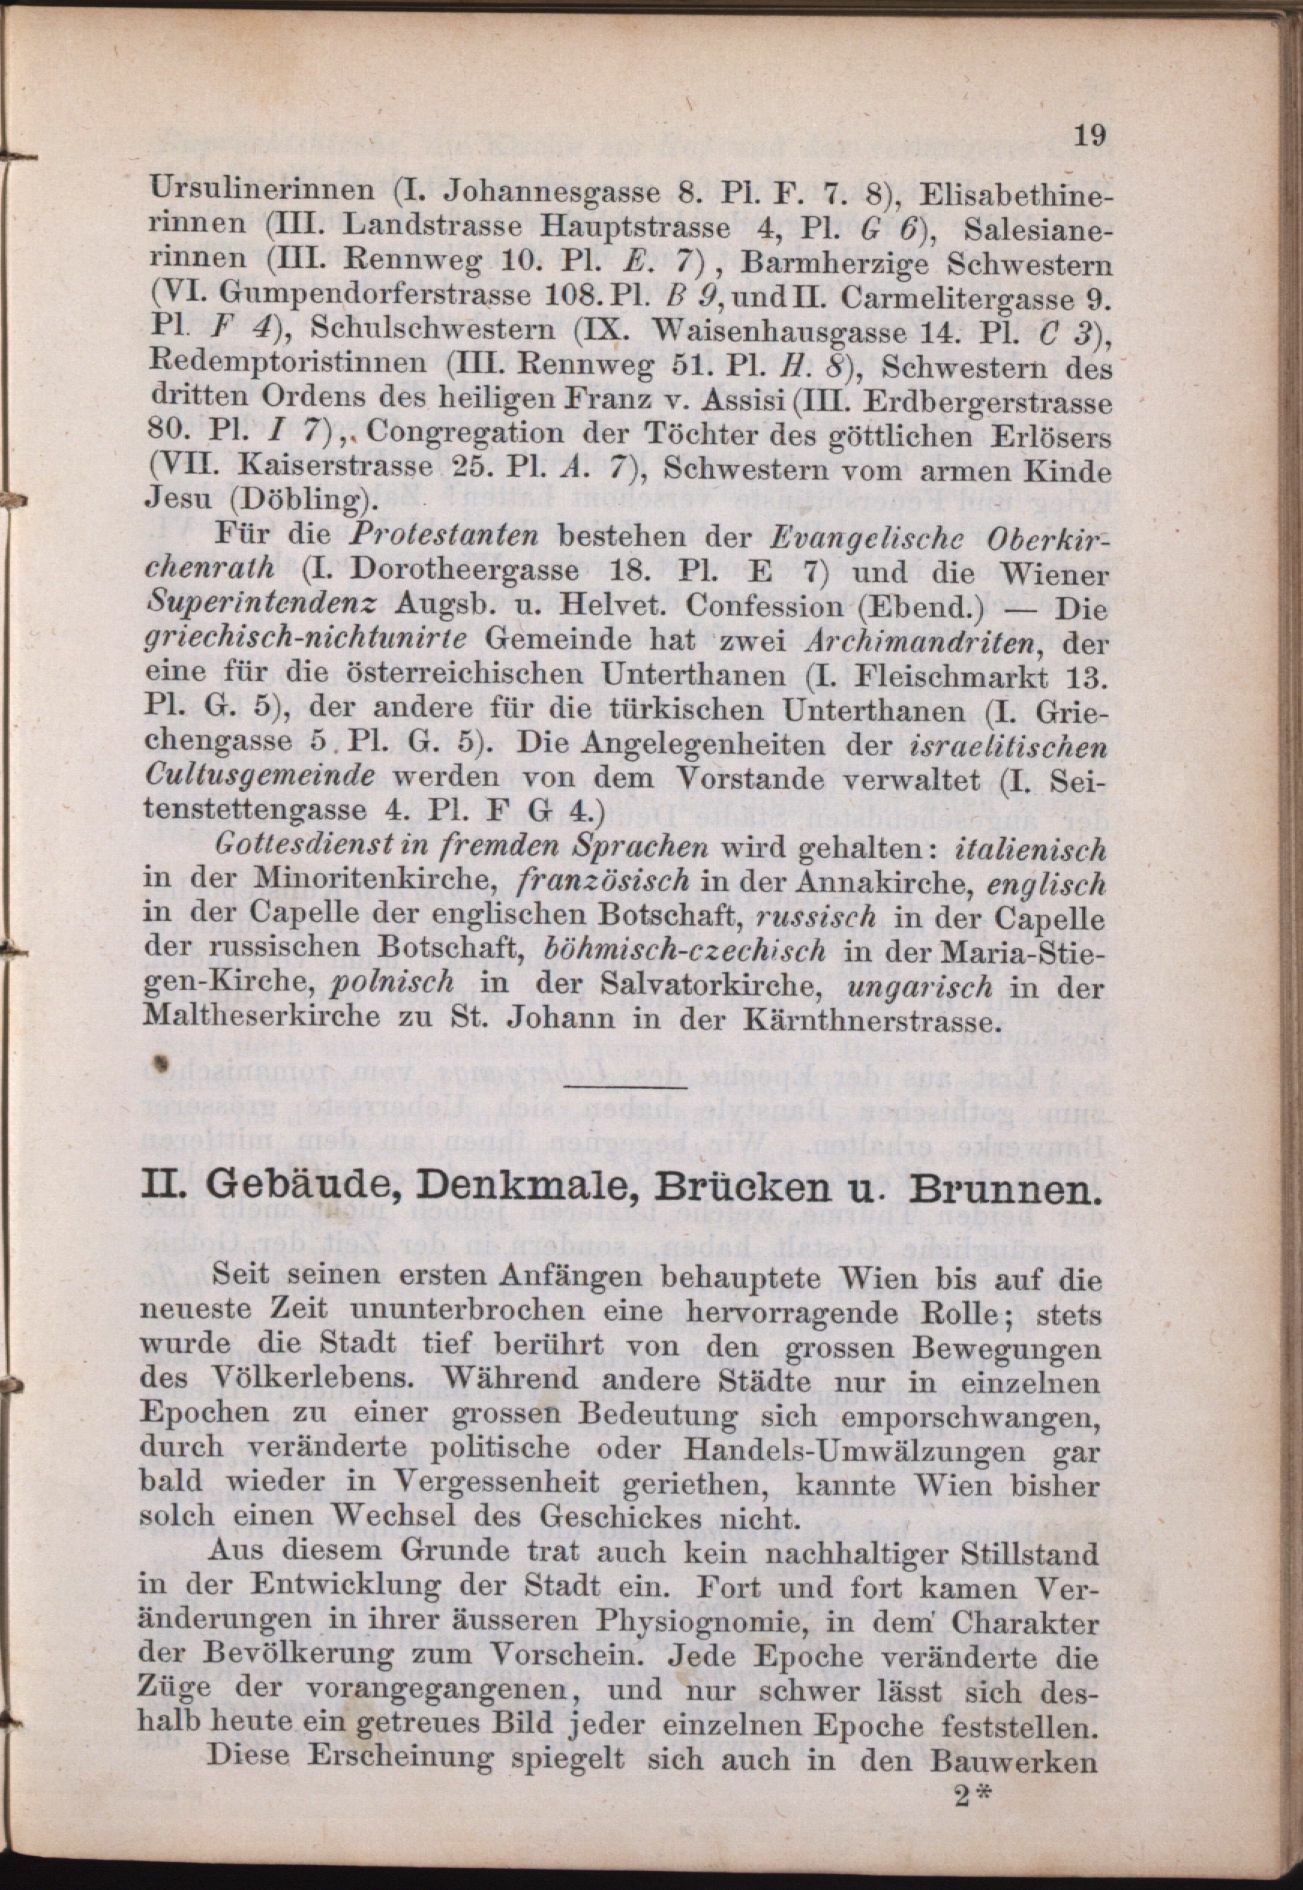 19
Ursulinerinnen (I. Johannesgasse 8. Pl. F. 7. 8), Elisabethine-
rinnen (III. Landstrasse Hauptstrasse 4, Pl. G 6), Salesiane-
rinnen (III. Rennweg 10. Pl. E. 7), Barmherzige Schwestern
(VI. Gumpendorferstrasse 108. Pl. B 9, und II. Carmelitergasse 9.
Pl. F 4), Schulschwestern (IX. Waisenhausgasse 14. Pl. C 3),
Redemptoristinnen (III. Rennweg 51. Pl. H. 8), Schwestern des
dritten Ordens des heiligen Franz v. Assisi (III. Erdbergerstrasse
80. Pl. I 7), Congregation der Töchter des göttlichen Erlösers
(VII. Kaiserstrasse 25. Pl. A. 7), Schwestern vom armen Kinde
Jesu (Döbling).
Für die Protestanten bestehen der Evangelische Oberkir-
chenrath (I. Dorotheergasse 18. Pl. E 7) und die Wiener
Superintendenz Augsb. u. Helvet. Confession (Ebend.) — Die
griechisch-nichtunirte Gemeinde hat zwei Archimandriten, der
eine für die österreichischen Unterthanen (I. Fleischmarkt 13.
Pl. G. 5), der andere für die türkischen Unterthanen (I. Grie-
chengasse 5. Pl. G. 5). Die Angelegenheiten der israelitischen
Cultusgemeinde werden von dem Vorstande verwaltet (I. Sei-
tenstettengasse 4. Pl. F G 4.)
Gottesdienst in fremden Sprachen wird gehalten: italienisch
in der Minoritenkirche, französisch in der Annakirche, englisch
in der Capelle der englischen Botschaft, russisch in der Capelle
der russischen Botschaft, böhmisch-czechisch in der Maria-Stie-
gen-Kirche, polnisch in der Salvatorkirche, ungarisch in der
Maltheserkirche zu St. Johann in der Kärnthnerstrasse.
II. Gebäude, Denkmale, Brücken u. Brunnen.
Seit seinen ersten Anfängen behauptete Wien bis auf die
neueste Zeit ununterbrochen eine hervorragende Rolle; stets
wurde die Stadt tief berührt von den grossen Bewegungen
des Völkerlebens. Während andere Städte nur in einzelnen
Epochen zu einer grossen Bedeutung sich emporschwangen,
durch veränderte politische oder Handels-Umwälzungen gar
bald wieder in Vergessenheit geriethen, kannte Wien bisher
solch einen Wechsel des Geschickes nicht.
Aus diesem Grunde trat auch kein nachhaltiger Stillstand
in der Entwicklung der Stadt ein. Fort und fort kamen Ver-
änderungen in ihrer äusseren Physiognomie, in dem Charakter
der Bevölkerung zum Vorschein. Jede Epoche veränderte die
Züge der vorangegangenen, und nur schwer lässt sich des-
halb heute ein getreues Bild jeder einzelnen Epoche feststellen.
Diese Erscheinung spiegelt sich auch in den Bauwerken
2*